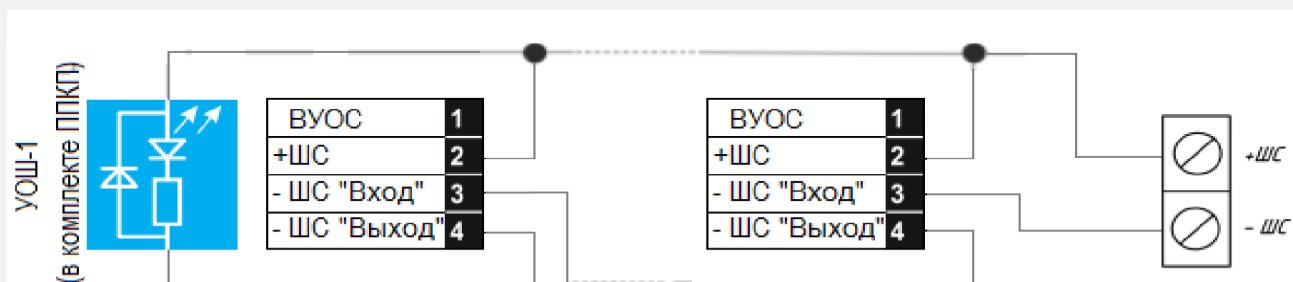 УОШ-1
(в комплекте ППКП)
ВУОС 1
+ШС 2
- ШС "Вход" 3
- ШС "Выход" 4
ВУОС 1
+ШС 2
- ШС "Вход" 3
- ШС "Выход" 4
+ШС
- ШС